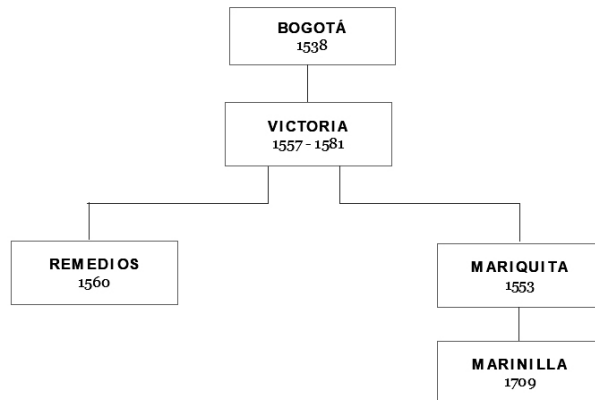 BOGOTÁ
1538
VICTORIA
1557 - 1581
REMEDIOS
1560
MARIQUITA
1553
MARINILLA
1709